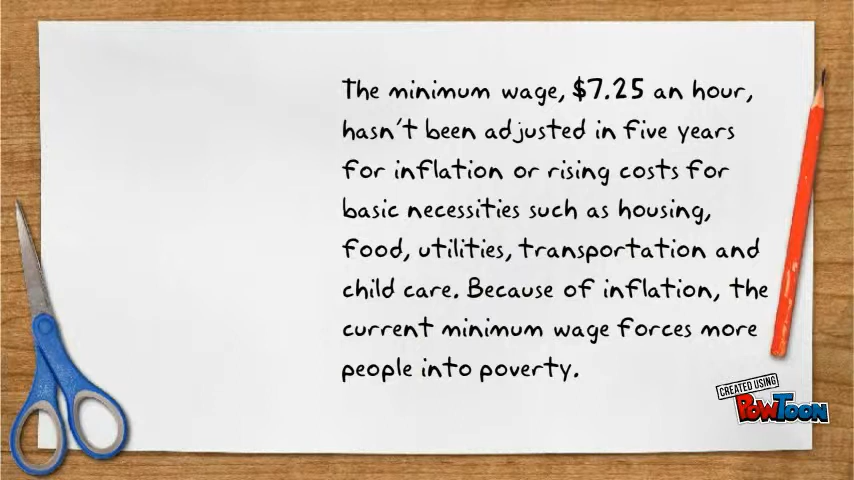 The minimum wage, $7.25 an hour,
hasn't been adjusted in five years
for inflation or rising costs for
basic necessities such as housing,
food, utilities, transportation and
child care. Because of inflation, the
current minimum wage forces more
people into poverty.
CREATED USING
POWTOON